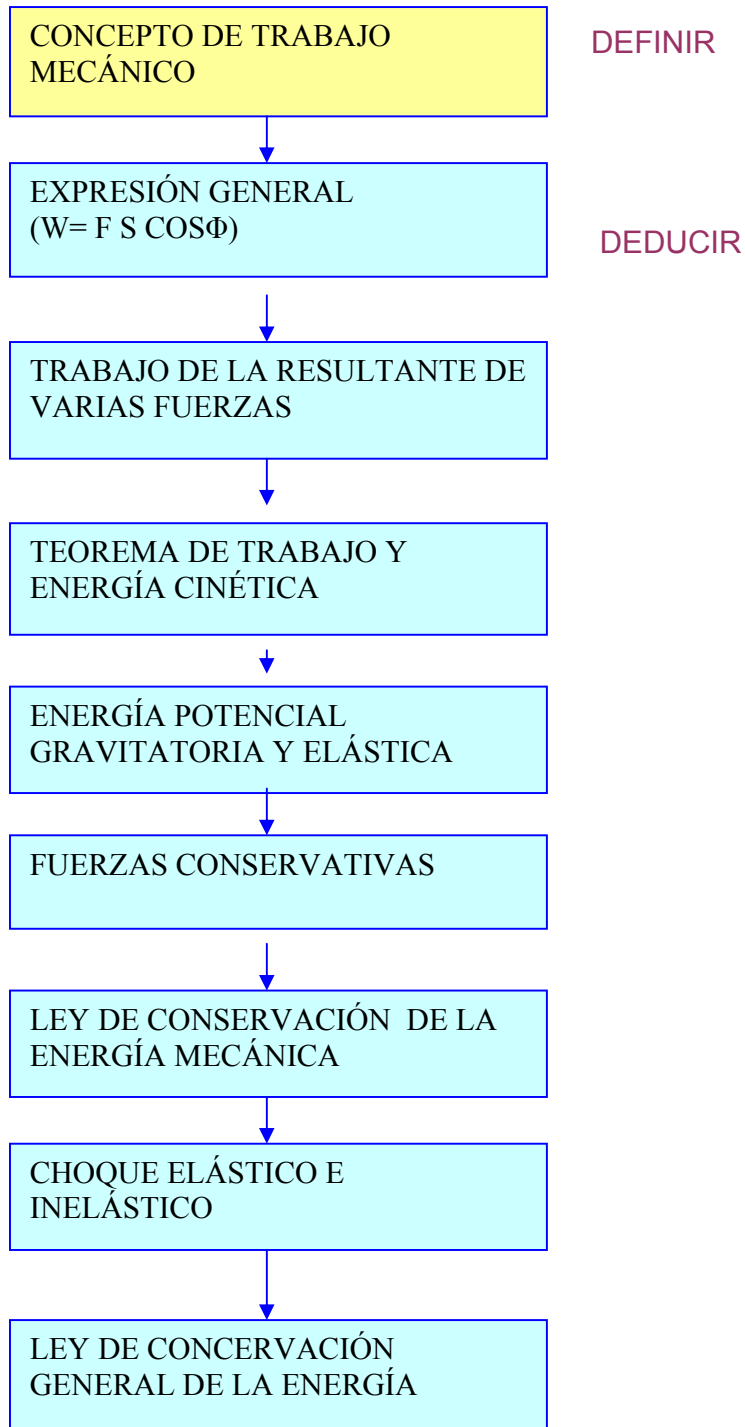 CONCEPTO DE TRABAJO
MECÁNICO
DEFINIR
EXPRESIÓN GENERAL
(W= F S COSΦ)
DEDUCIR
TRABAJO DE LA RESULTANTE DE
VARIAS FUERZAS
TEOREMA DE TRABAJO Y
ENERGÍA CINÉTICA
ENERGÍA POTENCIAL
GRAVITATORIA Y ELÁSTICA
FUERZAS CONSERVATIVAS
LEY DE CONSERVACIÓN DE LA
ENERGÍA MECÁNICA
CHOQUE ELÁSTICO E
INELÁSTICO
LEY DE CONCERVACIÓN
GENERAL DE LA ENERGÍA